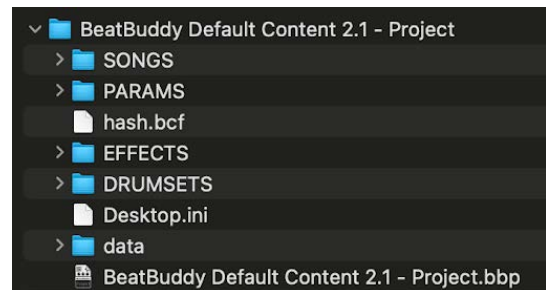 BeatBuddy Default Content 2.1 - Project
SONGS
PARAMS
hash.bcf
EFFECTS
DRUMSETS
Desktop.ini
data
BeatBuddy Default Content 2.1 - Project.bbp